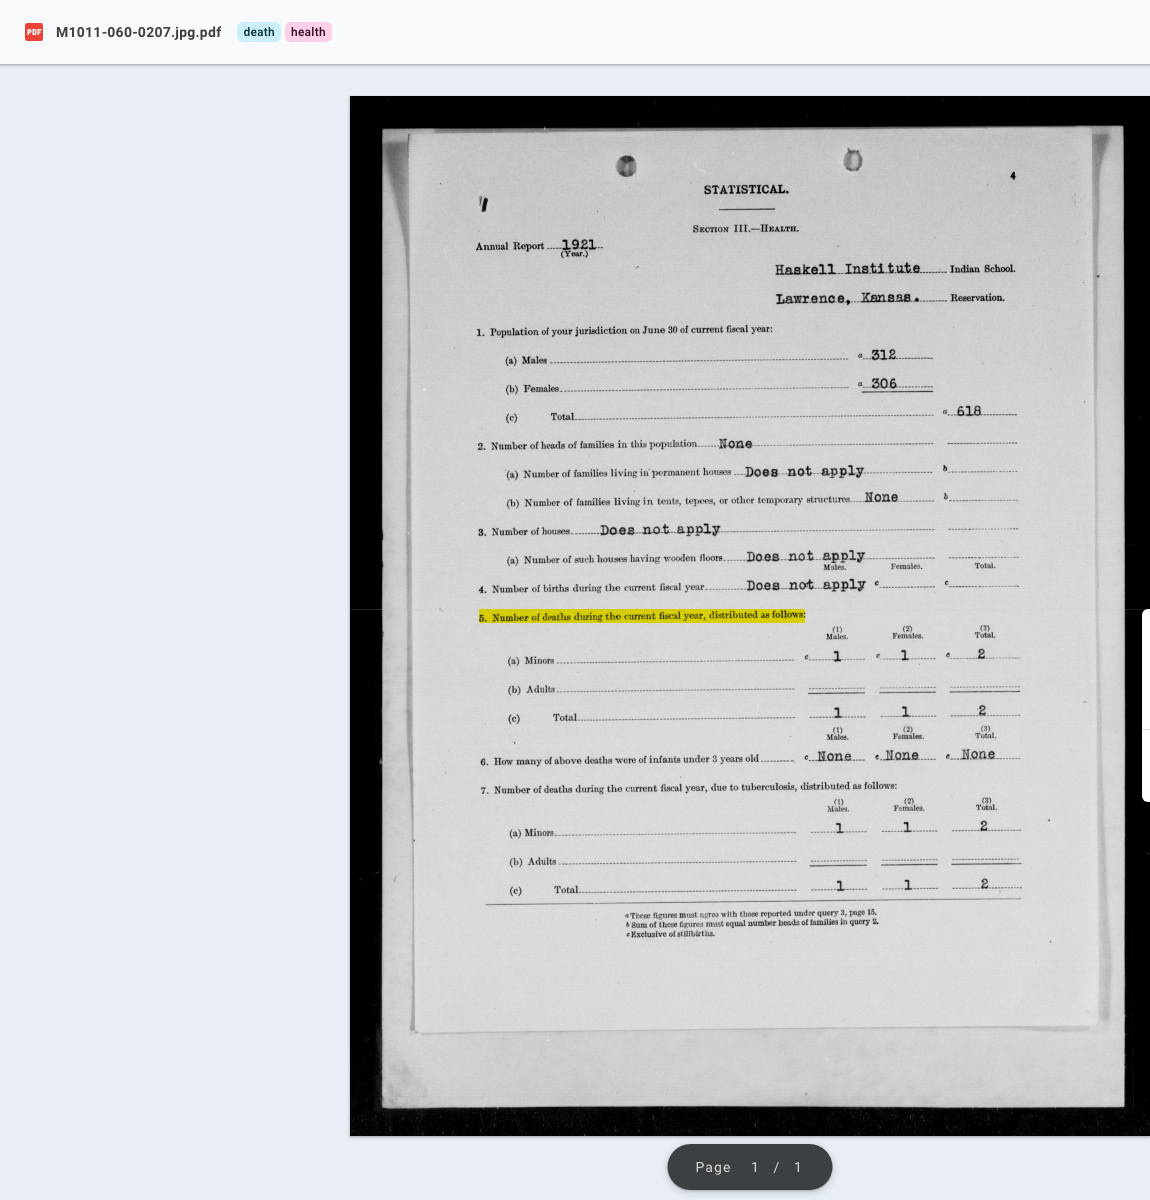 PDF M1011-060-0207.jpg.pdf death health
4
STATISTICAL.
Section III.—Health.
Annual Report 1921
(Year.)
Haskell Institute Indian School.
Lawrence, Kansas. Reservation.
1. Population of your jurisdiction on June 30 of current fiscal year:
(a) Males a 312
(b) Females a 306
(c) Total a 618
2. Number of heads of families in this population None
(a) Number of families living in permanent houses Does not apply b
(b) Number of families living in tents, tepees, or other temporary structures None b
3. Number of houses Does not apply
(a) Number of such houses having wooden floors Does not apply
Males. Females. Total.
4. Number of births during the current fiscal year Does not apply c c
5. Number of deaths during the current fiscal year, distributed as follows:
(1) (2) (3)
Males. Females. Total.
(a) Minors c 1 c 1 c 2
(b) Adults
(c) Total 1 1 2
(1) (2) (3)
Males. Females. Total.
6. How many of above deaths were of infants under 3 years old c None c None c None
7. Number of deaths during the current fiscal year, due to tuberculosis, distributed as follows:
(1) (2) (3)
Males. Females. Total.
(a) Minors 1 1 2
(b) Adults
(c) Total 1 1 2
a These figures must agree with those reported under query 3, page 15.
b Sum of these figures must equal number heads of families in query 2.
c Exclusive of stillbirths.
Page 1 / 1